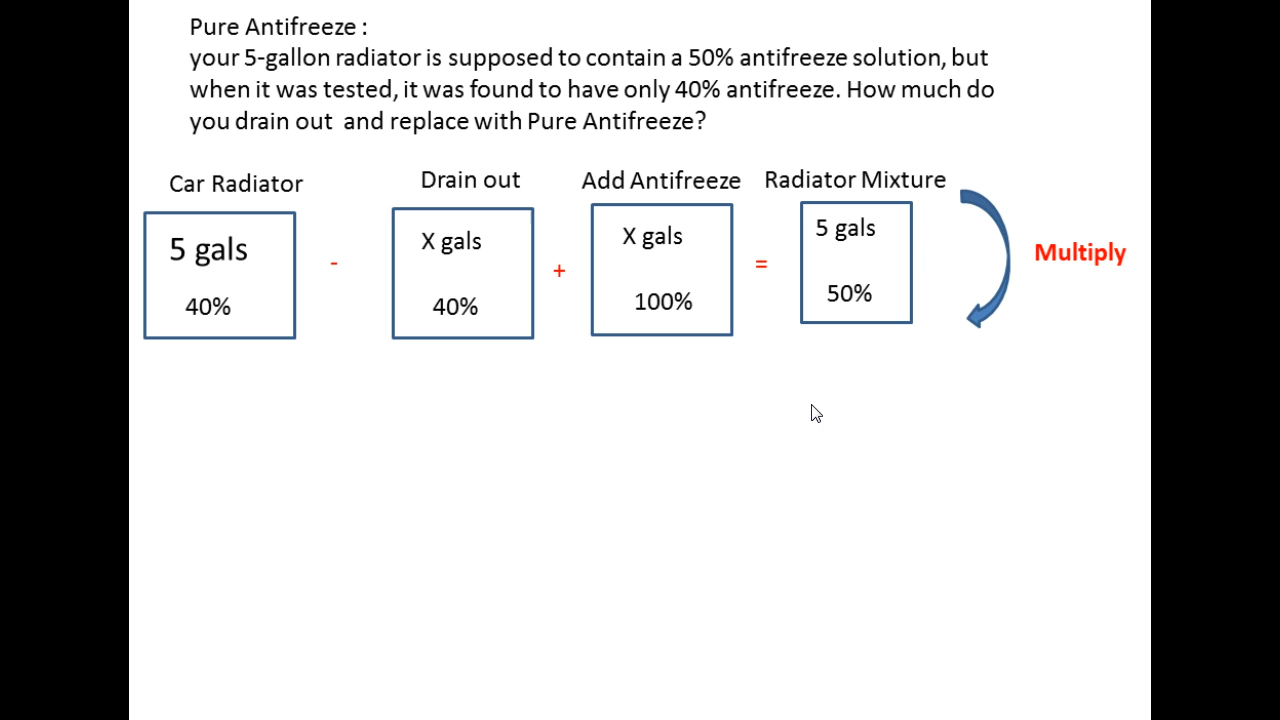 Pure Antifreeze :
your 5-gallon radiator is supposed to contain a 50% antifreeze solution, but
when it was tested, it was found to have only 40% antifreeze. How much do
you drain out  and replace with Pure Antifreeze?
Car Radiator
Drain out
Add Antifreeze
Radiator Mixture
5 gals
40%
-
X gals
40%
+
X gals
100%
=
5 gals
50%
Multiply